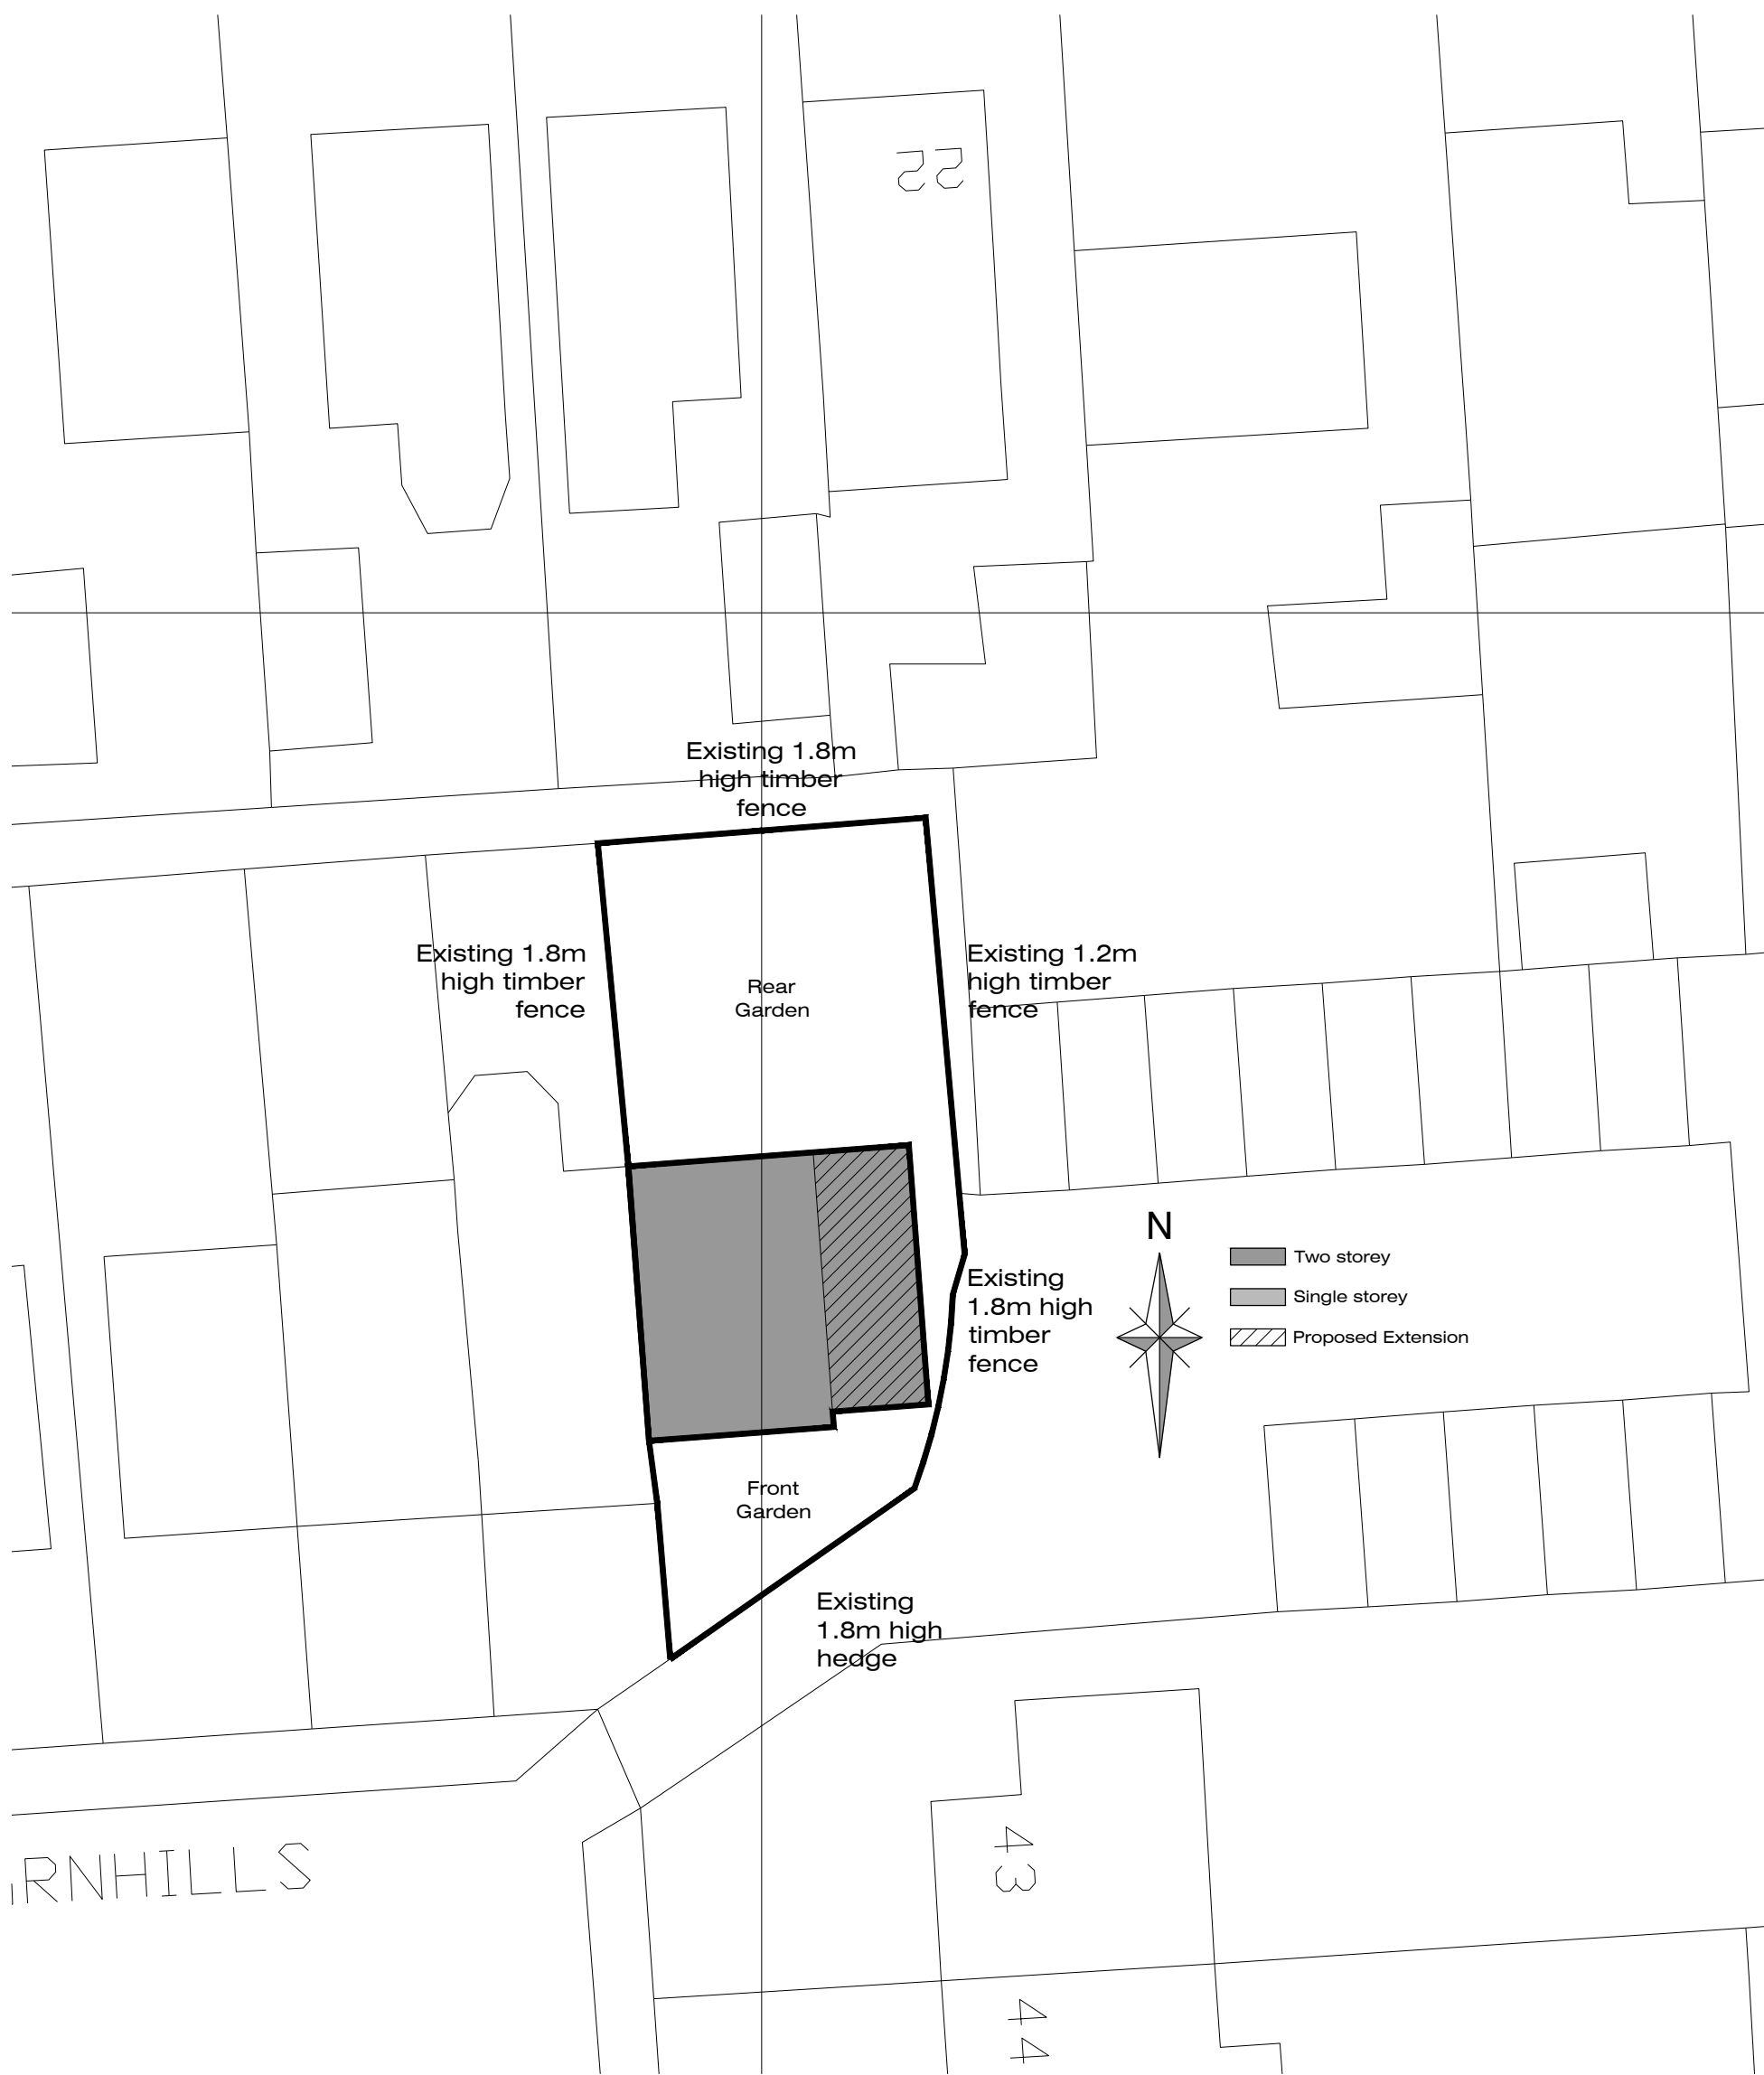 22
Existing 1.8m
high timber
fence
Existing 1.8m
high timber
fence
Rear
Garden
Existing 1.2m
high timber
fence
N
Two storey
Single storey
Proposed Extension
Existing
1.8m high
timber
fence
Front
Garden
Existing
1.8m high
hedge
RNHILLS
43
44